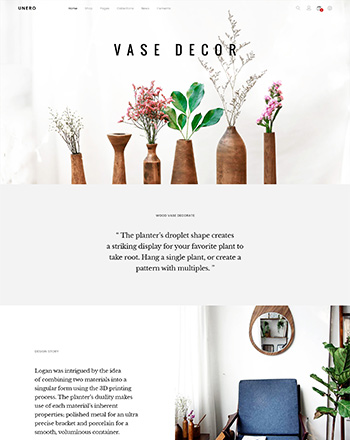 UNERO
Home Shop Pages Collections News Contacts
VASE DECOR
WOOD VASE DECORATE
“ The planter’s droplet shape creates
a striking display for your favorite plant to
take root. Hang a single plant, or create a
pattern with multiples. ”
DESIGN STORY
Logan was intrigued by the idea
of combining two materials into a
singular form using the 3D printing
process. The planter’s duality makes
use of each material’s inherent
properties; polished metal for an ultra
precise bracket and porcelain for a
smooth, voluminous container.